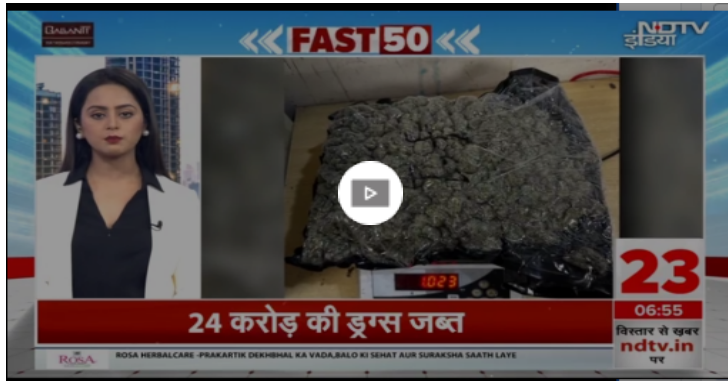 GABANIT
FAST 50
NDTV
इंडिया
1.023
23
24 करोड़ की ड्रग्स जब्त
06:55
विस्तार से खबर
ndtv.in
पर
ROSA
ROSA HERBALCARE -PRAKARTIK DEKHBHAL KA VADA,BALO KI SEHAT AUR SURAKSHA SAATH LAYE